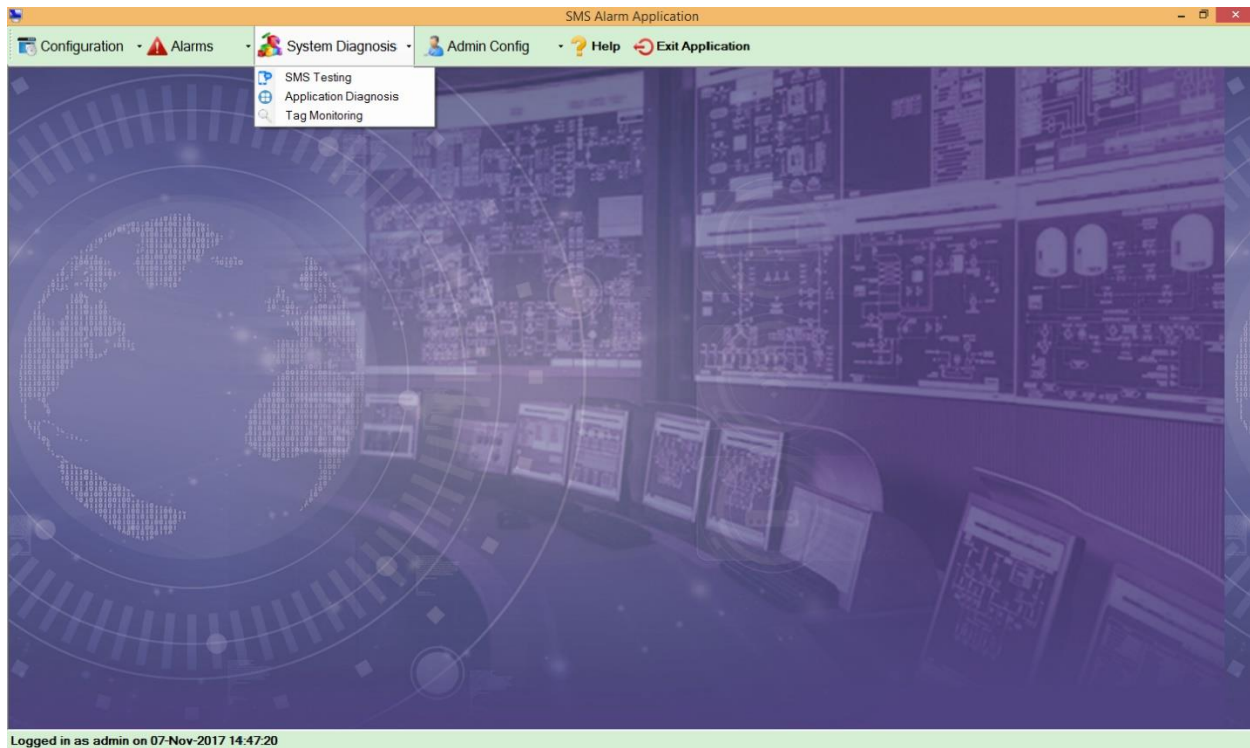 SMS Alarm Application
Configuration Alarms System Diagnosis Admin Config Help Exit Application
SMS Testing
Application Diagnosis
Tag Monitoring
Logged in as admin on 07-Nov-2017 14:47:20